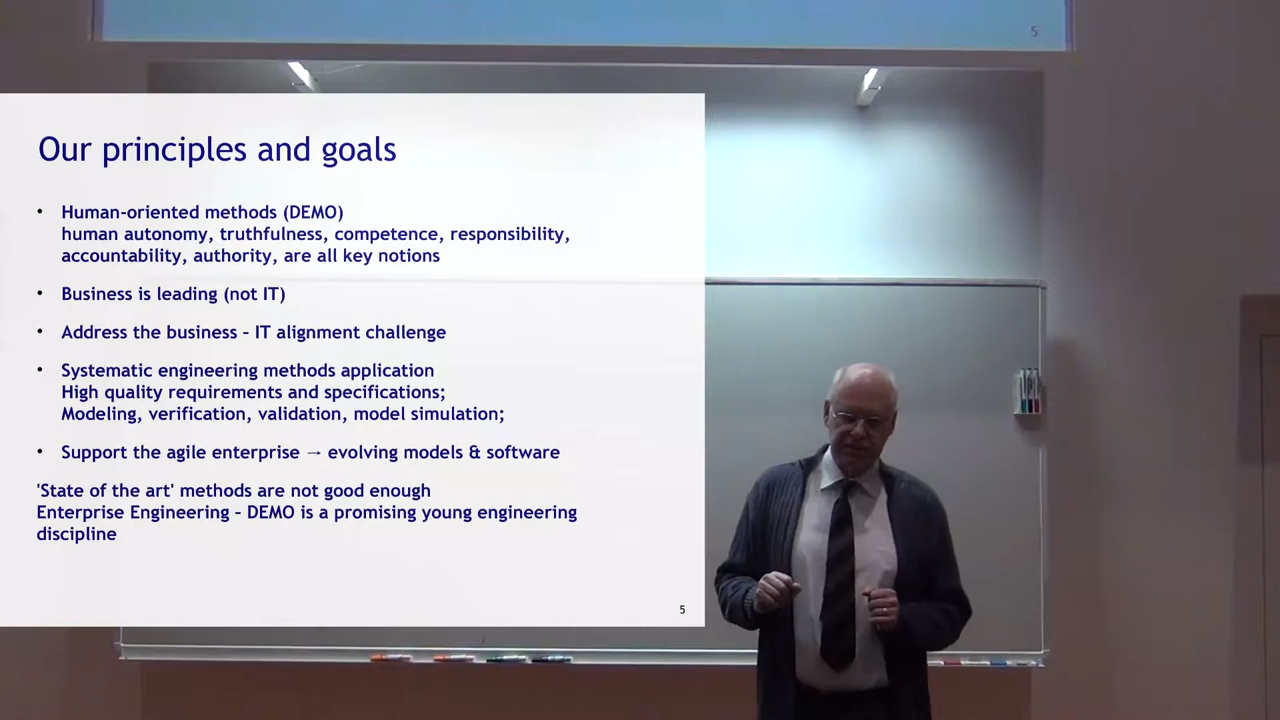 5
Our principles and goals
• Human-oriented methods (DEMO)
human autonomy, truthfulness, competence, responsibility,
accountability, authority, are all key notions
• Business is leading (not IT)
• Address the business – IT alignment challenge
• Systematic engineering methods application
High quality requirements and specifications;
Modeling, verification, validation, model simulation;
• Support the agile enterprise → evolving models & software
'State of the art' methods are not good enough
Enterprise Engineering – DEMO is a promising young engineering
discipline
5